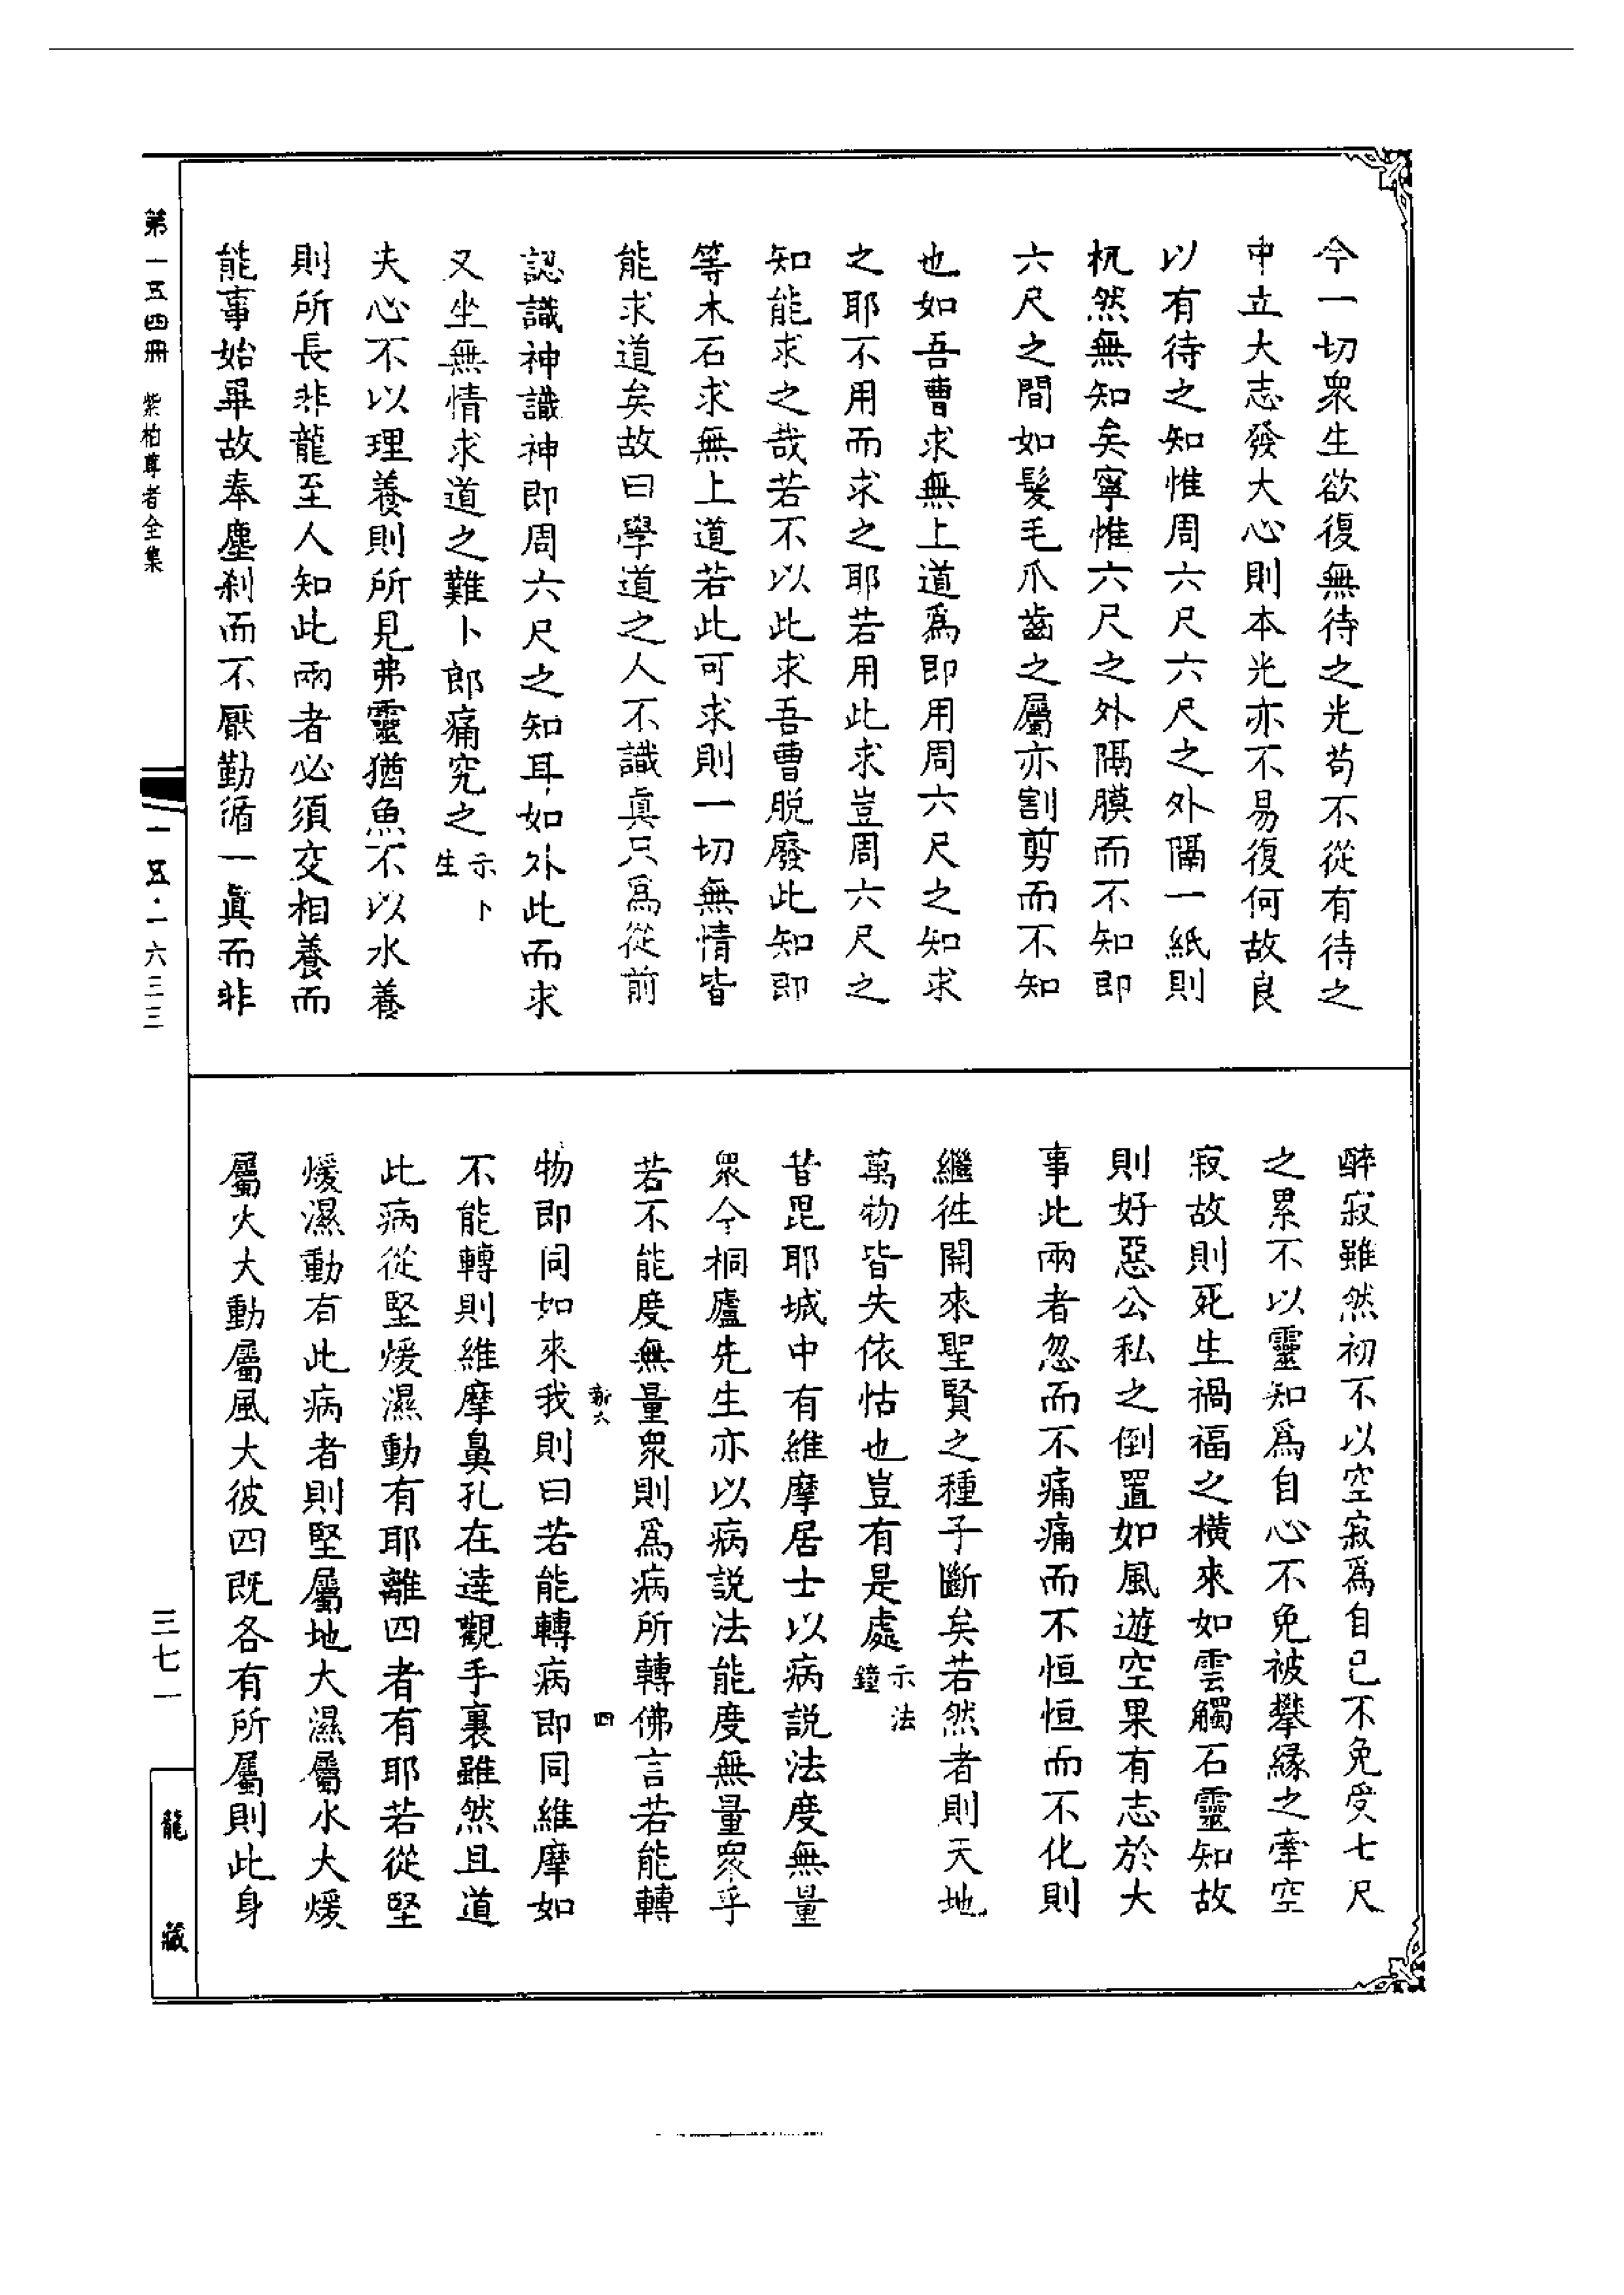 今一切衆生欲復無待之光苟不從有待之
中立大志發大心則本光亦不易復何故良
以有待之知惟周六尺六尺之外隔一紙則
杌然無知矣寧惟六尺之外隔膜而不知即
六尺之間如髮毛爪齒之屬亦割剪而不知
也如吾曹求無上道爲即用周六尺之知求
之耶不用而求之耶若用此求豈周六尺之
知能求之哉若不以此求吾曹脫廢此知即
等木石求無上道若此可求則一切無情皆
能求道矣故曰學道之人不識真只爲從前
認識神識神即周六尺之知耳如外此而求
又坐無情求道之難卜郎痛究之示卜生
夫心不以理養則所見弗靈猶魚不以水養
則所長非龍至人知此兩者必須交相養而
能事始畢故奉塵刹而不厭勤循一眞而非
醉寂雖然初不以空寂爲自已不免受七尺
之累不以靈知爲自心不免被攀緣之牽空
寂故則死生禍福之橫來如雲觸石靈知故
則好惡公私之倒置如風遊空果有志於大
事此兩者忽而不痛痛而不恒恒而不化則
繼徃開來聖賢之種子斷矣若然者則天地
萬物皆失依怙也豈有是處示法鐘
昔毘耶城中有維摩居士以病説法度無量
衆今桐廬先生亦以病説法能度無量衆乎
若不能度無量衆則爲病所轉佛言若能轉
新六 四
物即同如來我則曰若能轉病即同維摩如
不能轉則維摩鼻孔在達觀手裏雖然且道
此病從堅煖濕動有耶離四者有耶若從堅
煖濕動有此病者則堅屬地大濕屬水大煖
屬火大動屬風大彼四既各有所屬則此身
第一五四冊 紫柏尊者全集
一五·一六三三
三七一
龍藏